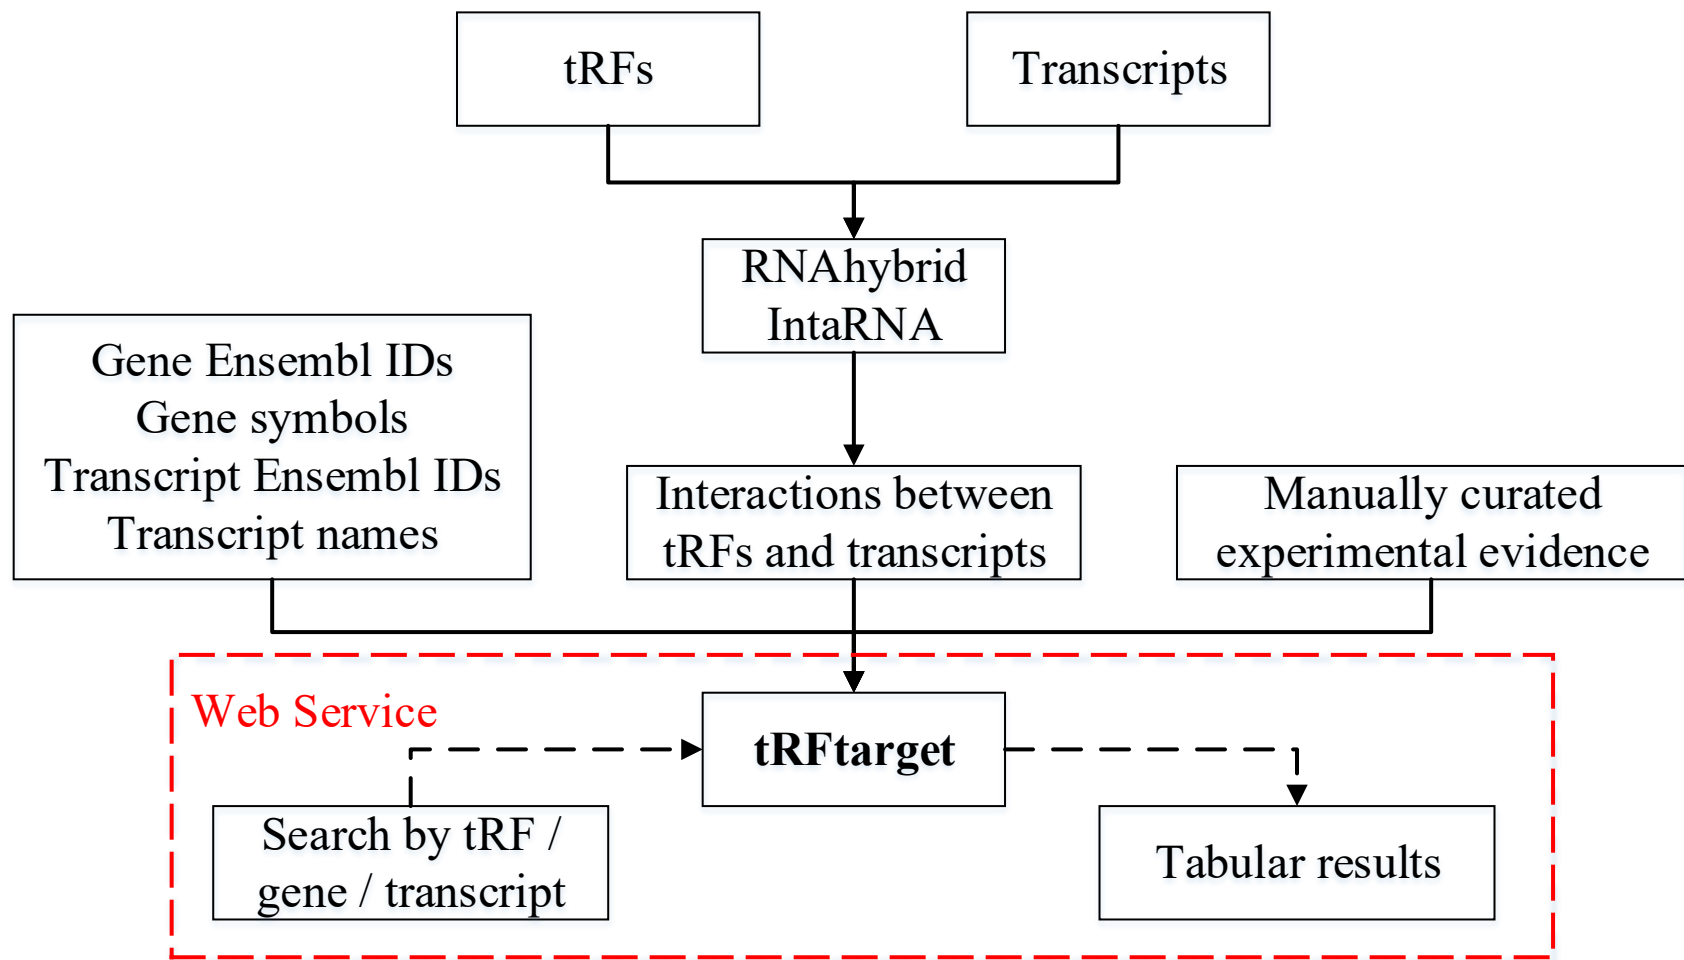 tRFs
Transcripts
RNAhybrid
IntaRNA
Gene Ensembl IDs
Gene symbols
Transcript Ensembl IDs
Transcript names
Interactions between
tRFs and transcripts
Manually curated
experimental evidence
Web Service
tRFtarget
Search by tRF /
gene / transcript
Tabular results